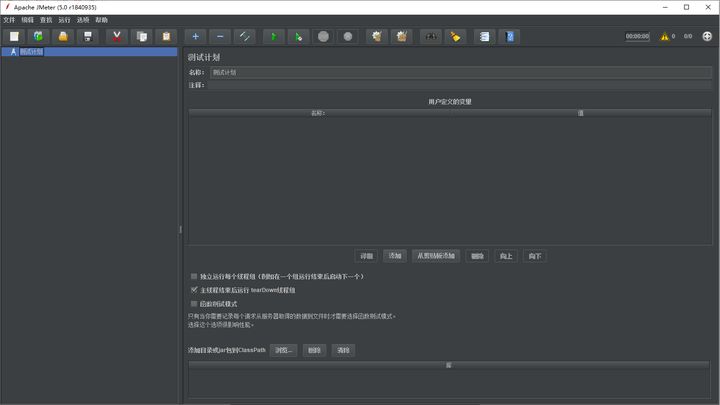 Apache JMeter (5.0 r1840935)
文件 编辑 查找 运行 选项 帮助
00:00:00 0 0/0
测试计划
测试计划
名称: 测试计划
注释:
用户定义的变量
名称: 值
详细 添加 从剪贴板添加 删除 向上 向下
独立运行每个线程组（例如在一个组运行结束后启动下一个）
主线程结束后运行 tearDown线程组
函数测试模式
只有当你需要记录每个请求从服务器取得的数据到文件时才需要选择函数测试模式。
选择这个选项很影响性能。
添加目录或jar包到ClassPath 浏览... 删除 清除
库